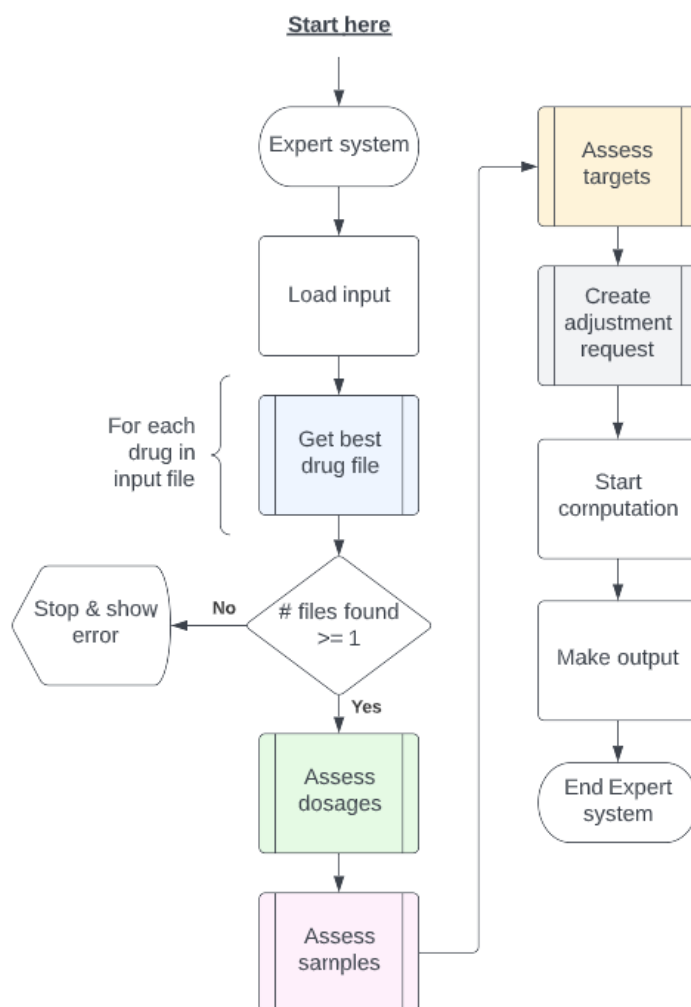 Start here
Expert system
Load input
For each
drug in
input file
Get best
drug file
# files found
>= 1
No
Stop & show
error
Yes
Assess
dosages
Assess
samples
Assess
targets
Create
adjustment
request
Start
computation
Make output
End Expert
system